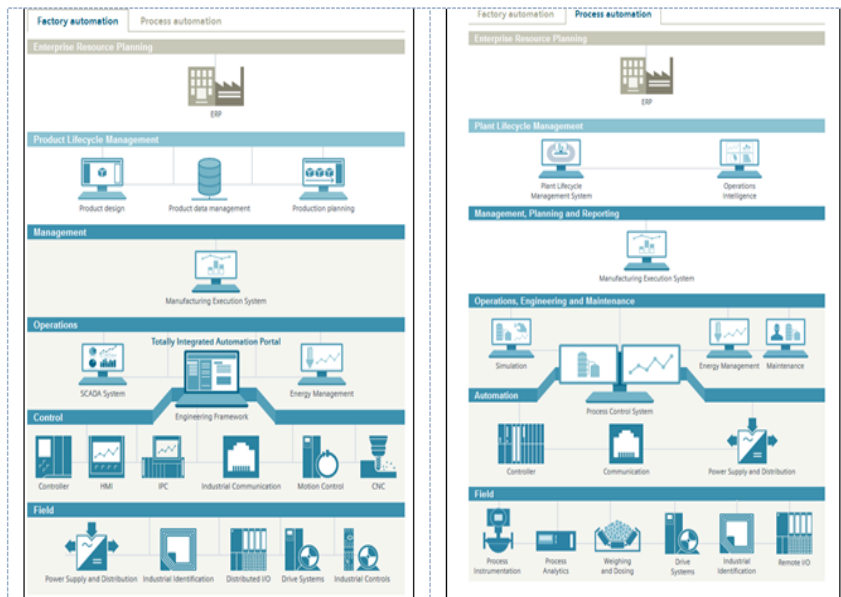 Factory automation
Process automation
Enterprise Resource Planning
ERP
Product Lifecycle Management
Product design
Product data management
Production planning
Management
Manufacturing Execution System
Operations
Totally Integrated Automation Portal
SCADA System
Energy Management
Engineering Framework
Control
Controller
HMI
IPC
Industrial Communication
Motion Control
CNC
Field
Power Supply and Distribution
Industrial Identification
Distributed I/O
Drive Systems
Industrial Controls
Factory automation
Process automation
Enterprise Resource Planning
ERP
Plant Lifecycle Management
Plant Lifecycle
Management System
Operations
Intelligence
Management, Planning and Reporting
Manufacturing Execution System
Operations, Engineering and Maintenance
Simulation
Energy Management
Maintenance
Process Control System
Automation
Controller
Communication
Power Supply and Distribution
Field
Process
Instrumentation
Process
Analytics
Weighing
and Dosing
Drive
Systems
Industrial
Identification
Remote I/O